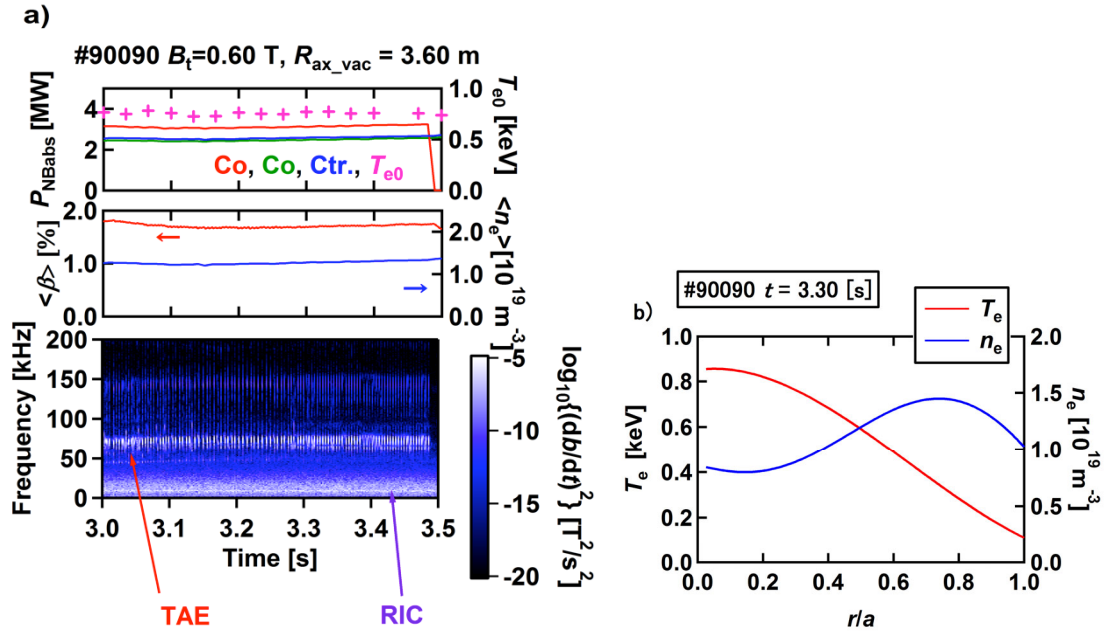 a)
#90090 Bt=0.60 T, Rax_vac = 3.60 m
PNBabs [MW]
4
2
0
1.0
0.5
0.0
Te0 [keV]
Co, Co, Ctr., Te0
<β> [%]
2.0
1.0
0.0
2.0
1.0
0.0
<ne>[10^19 m^-3]
Frequency [kHz]
200
150
100
50
0
3.0 3.1 3.2 3.3 3.4 3.5
Time [s]
-5
-10
-15
-20
log10{(db/dt)^2} [T^2/s^2]
TAE
RIC
b)
#90090 t = 3.30 [s]
Te
ne
Te [keV]
1.0
0.8
0.6
0.4
0.2
0.0
2.0
1.5
1.0
0.5
0.0
ne [10^19 m^-3]
0.0 0.2 0.4 0.6 0.8 1.0
r/a